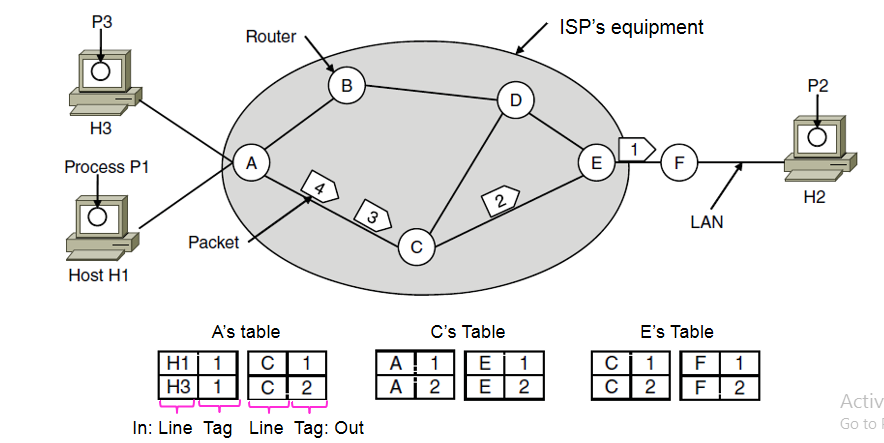 P3
Router
ISP's equipment
B
D
P2
H3
A
1
E
F
Process P1
4
2
H2
3
LAN
Packet
C
Host H1
A's table
C's Table
E's Table
H1 1 C 1 A 1 E 1 C 1 F 1
H3 1 C 2 A 2 E 2 C 2 F 2
In: Line Tag Line Tag: Out
Activ
Go to